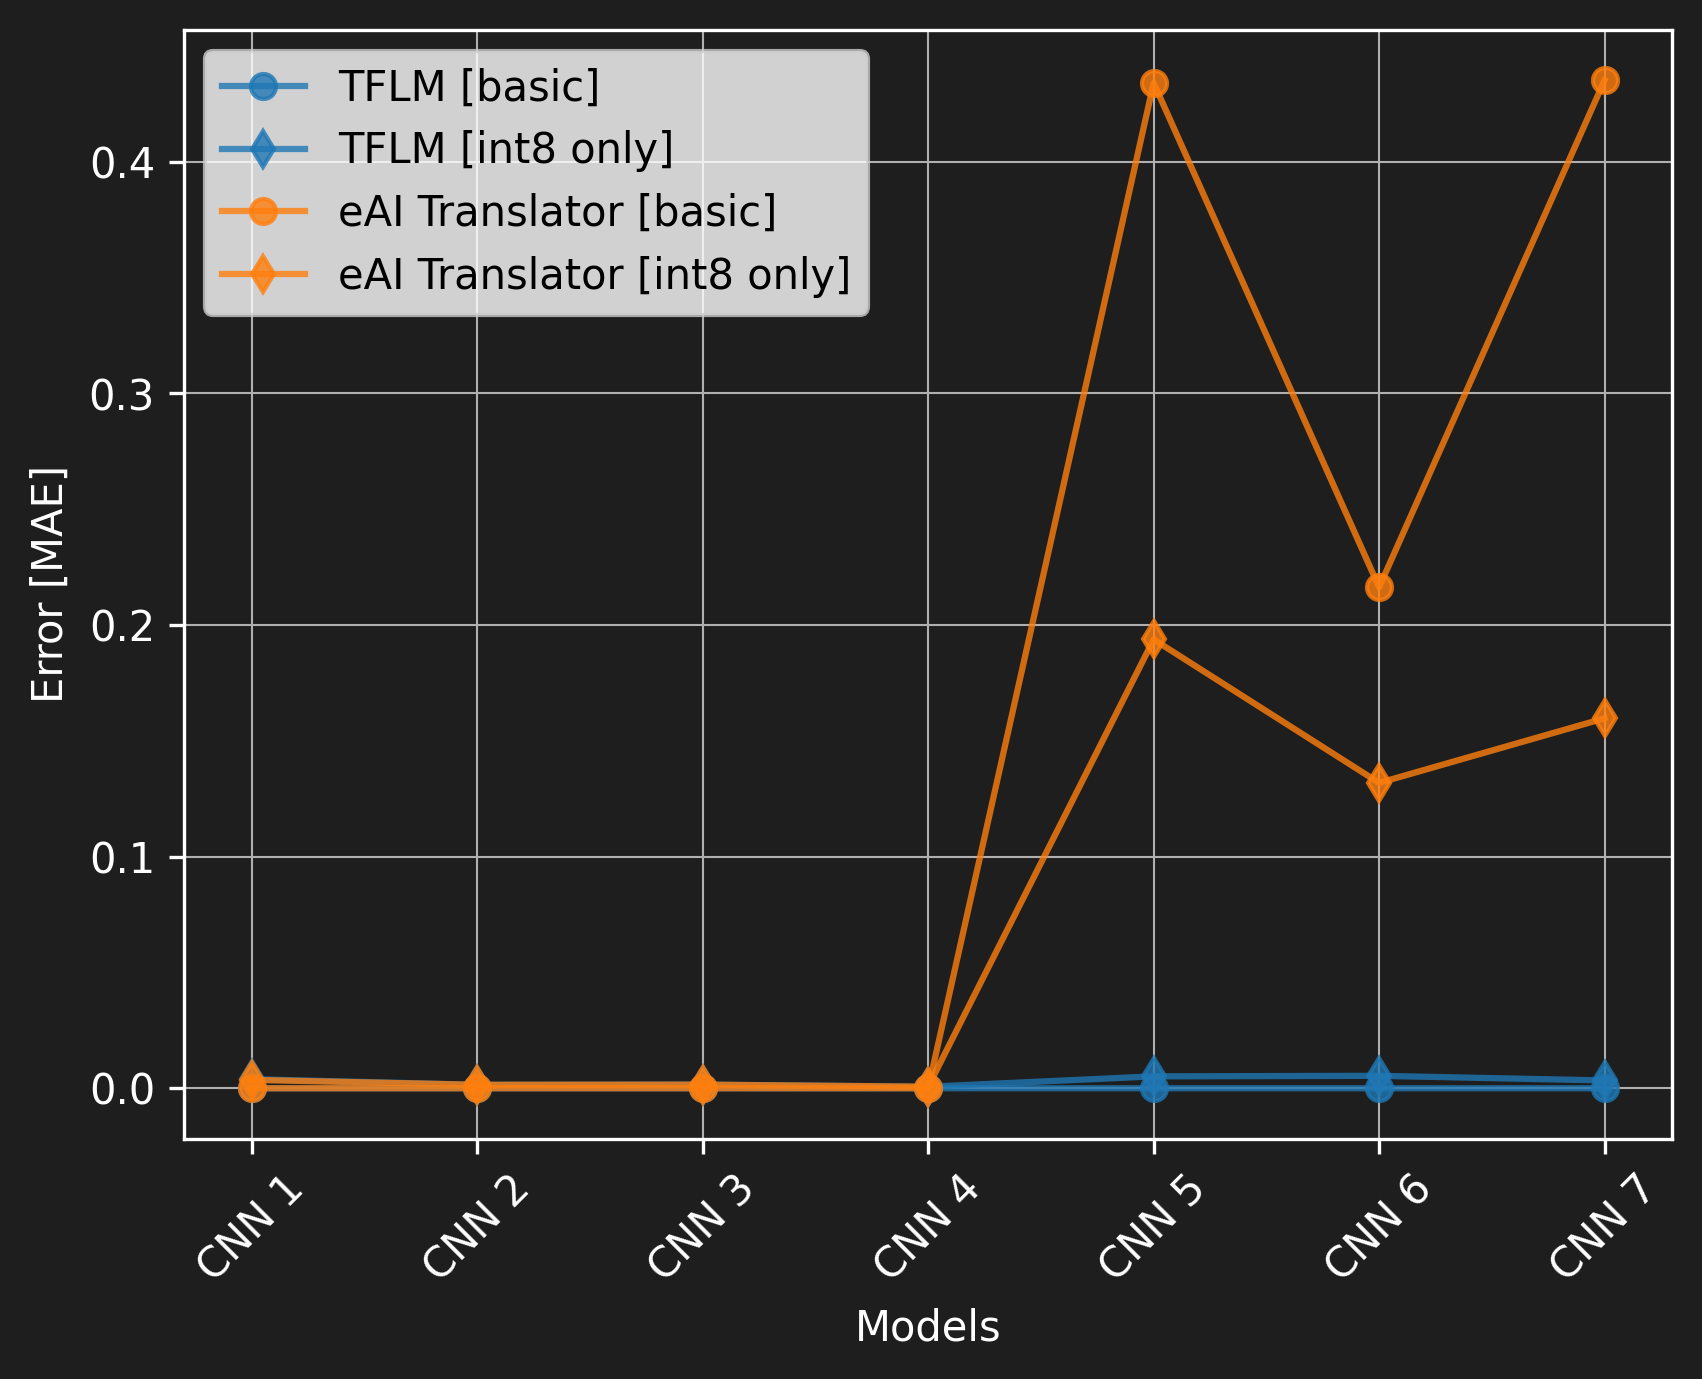 TFLM [basic]
TFLM [int8 only]
eAI Translator [basic]
eAI Translator [int8 only]
0.4
0.3
0.2
0.1
0.0
Error [MAE]
CNN 1
CNN 2
CNN 3
CNN 4
CNN 5
CNN 6
CNN 7
Models